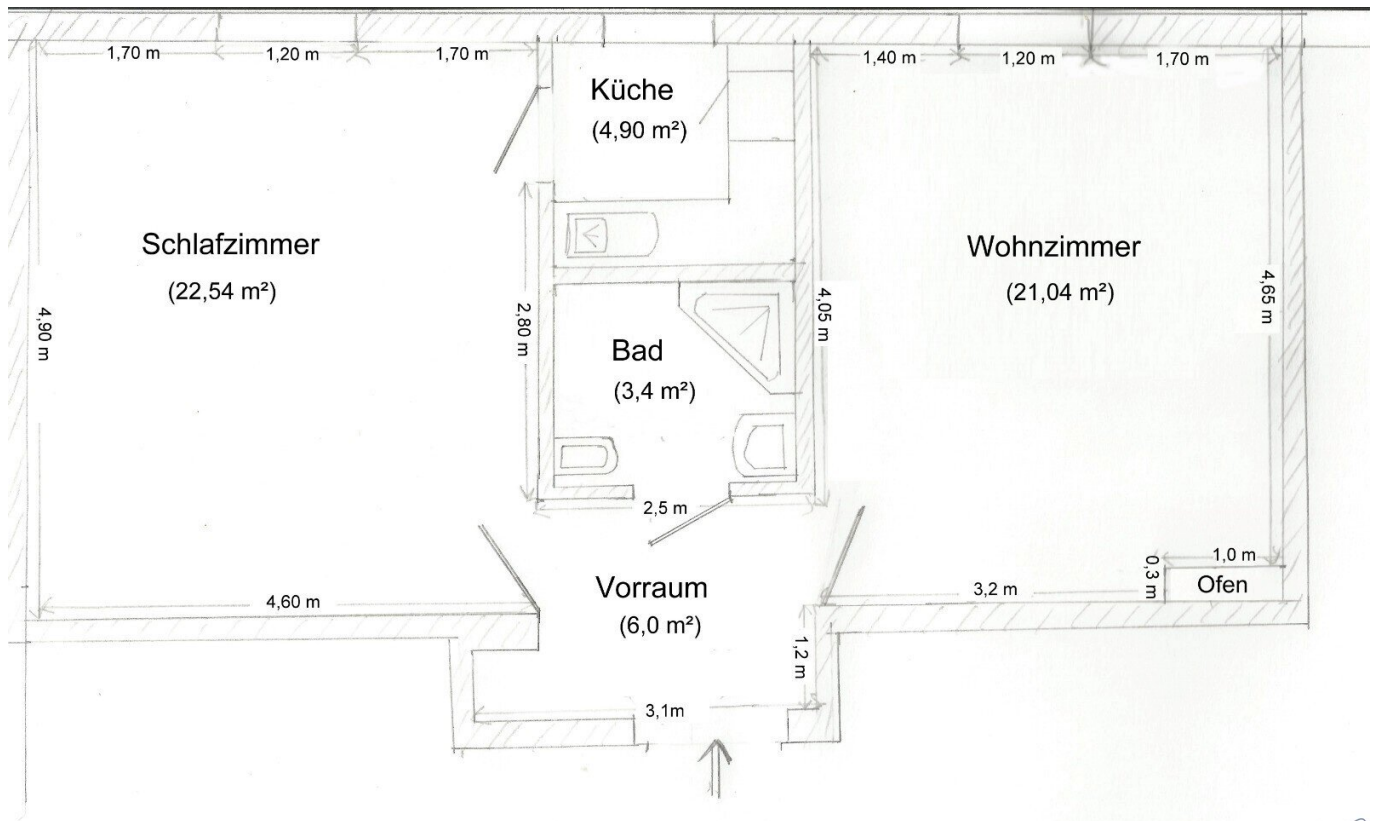 1,70 m
1,20 m
1,70 m
1,40 m
1,20 m
1,70 m
Küche
(4,90 m²)
Schlafzimmer
(22,54 m²)
Wohnzimmer
(21,04 m²)
4,90 m
2,80 m
4,05 m
4,65 m
Bad
(3,4 m²)
2,5 m
Vorraum
(6,0 m²)
4,60 m
3,2 m
0,3 m
1,0 m
Ofen
1,2 m
3,1m